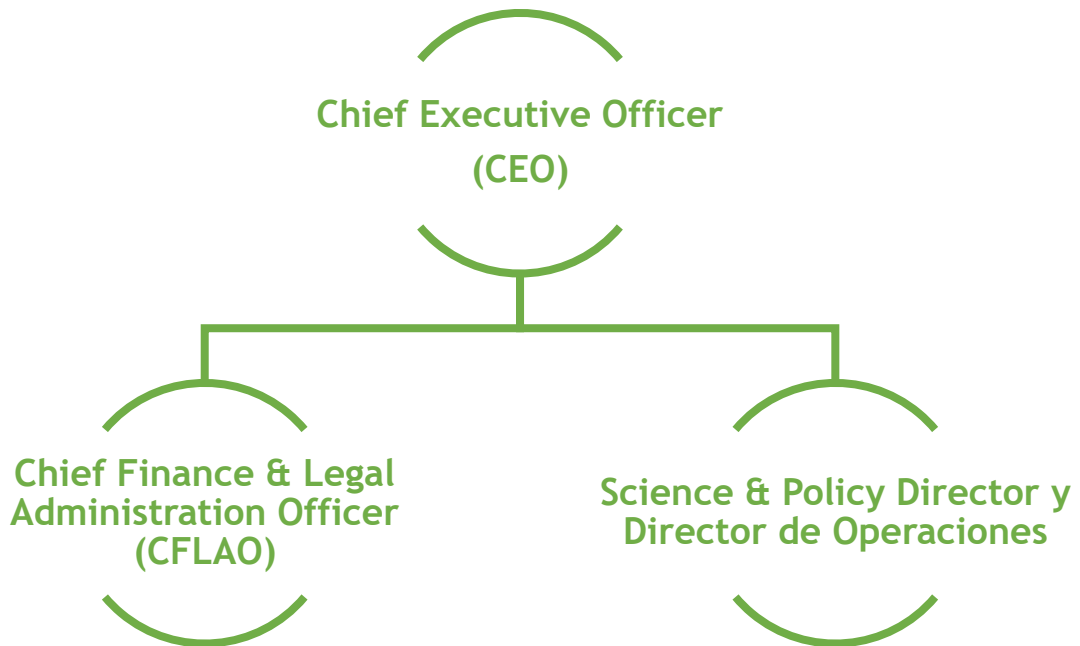 Chief Executive Officer
(CEO)
Chief Finance & Legal
Administration Officer
(CFLAO)
Science & Policy Director y
Director de Operaciones